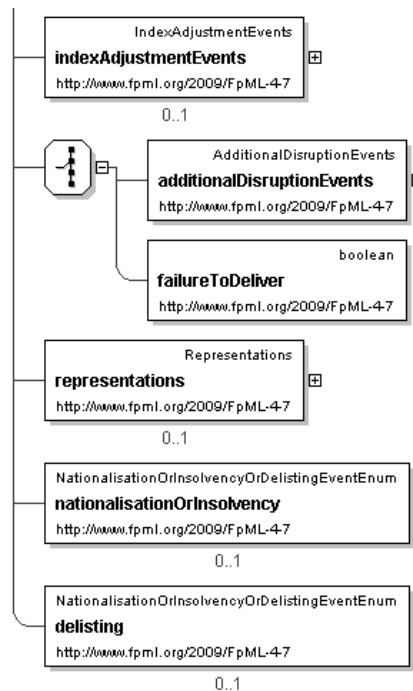 IndexAdjustmentEvents
indexAdjustmentEvents
http://www.fpml.org/2009/FpML-4-7
0..1
AdditionalDisruptionEvents
additionalDisruptionEvents
http://www.fpml.org/2009/FpML-4-7
boolean
failureToDeliver
http://www.fpml.org/2009/FpML-4-7
Representations
representations
http://www.fpml.org/2009/FpML-4-7
0..1
NationalisationOrInsolvencyOrDelistingEventEnum
nationalisationOrInsolvency
http://www.fpml.org/2009/FpML-4-7
0..1
NationalisationOrInsolvencyOrDelistingEventEnum
delisting
http://www.fpml.org/2009/FpML-4-7
0..1